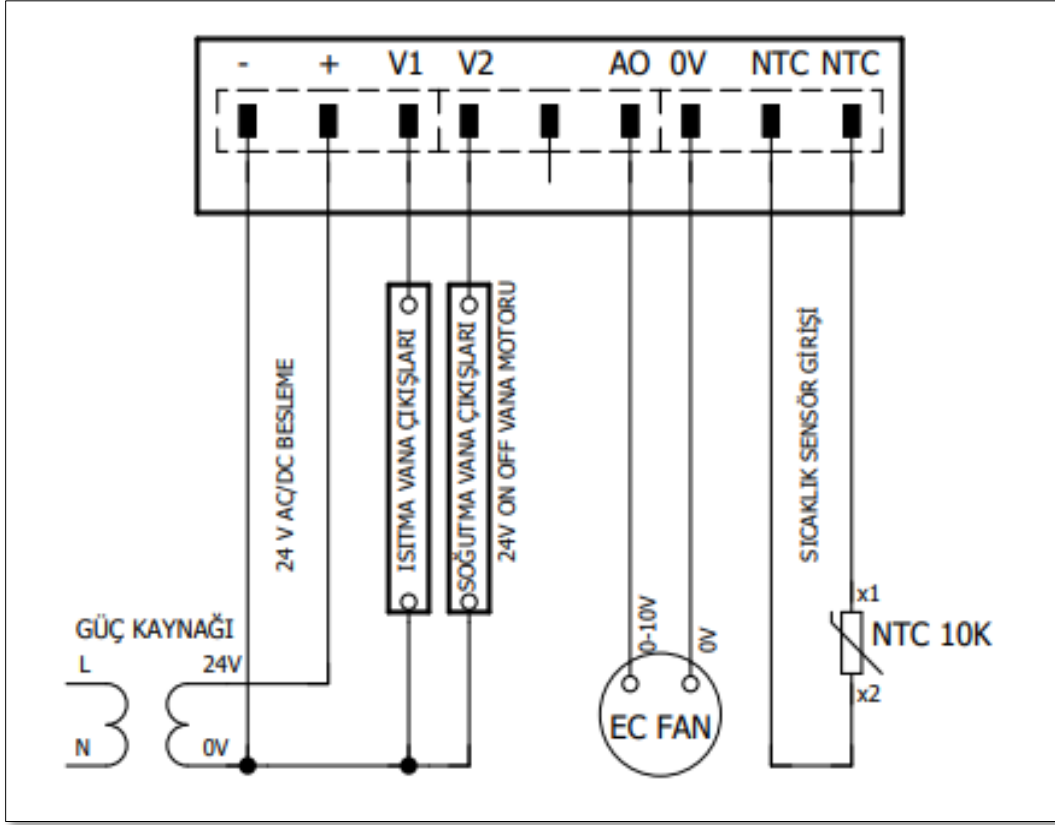 - + V1 V2 AO 0V NTC NTC
24 V AC/DC BESLEME
ISITMA VANA ÇIKIŞLARI
SOĞUTMA VANA ÇIKIŞLARI
24V ON OFF VANA MOTORU
SICAKLIK SENSÖR GİRİŞİ
GÜÇ KAYNAĞI
L 24V
N 0V
0-10V 0V
EC FAN
x1
NTC 10K
x2